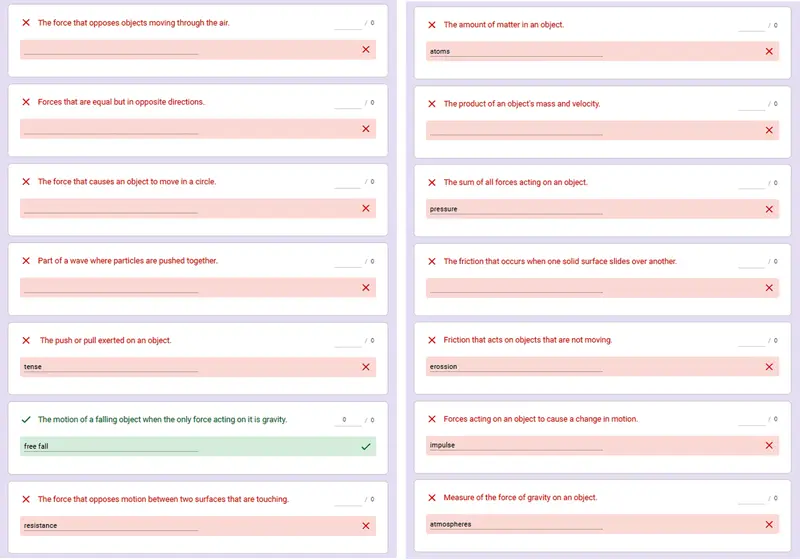 The force that opposes objects moving through the air.
/ 0
Forces that are equal but in opposite directions.
/ 0
The force that causes an object to move in a circle.
/ 0
Part of a wave where particles are pushed together.
/ 0
The push or pull exerted on an object.
/ 0
tense
The motion of a falling object when the only force acting on it is gravity.
0 / 0
free fall
The force that opposes motion between two surfaces that are touching.
/ 0
resistance
The amount of matter in an object.
/ 0
atoms
The product of an object's mass and velocity.
/ 0
The sum of all forces acting on an object.
/ 0
pressure
The friction that occurs when one solid surface slides over another.
/ 0
Friction that acts on objects that are not moving.
/ 0
erossion
Forces acting on an object to cause a change in motion.
/ 0
impulse
Measure of the force of gravity on an object.
/ 0
atmospheres